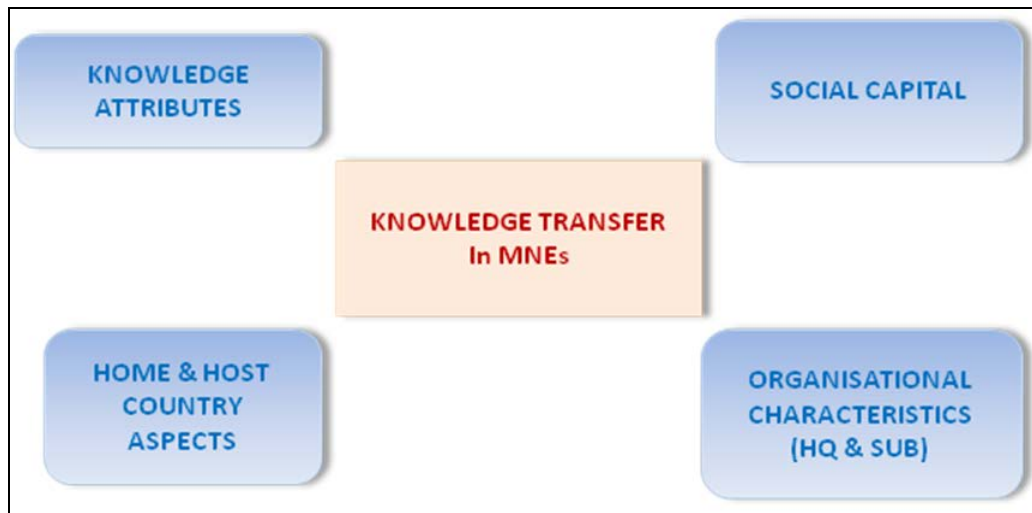 KNOWLEDGE
ATTRIBUTES
SOCIAL CAPITAL
KNOWLEDGE TRANSFER
In MNEs
HOME & HOST
COUNTRY
ASPECTS
ORGANISATIONAL
CHARACTERISTICS
(HQ & SUB)